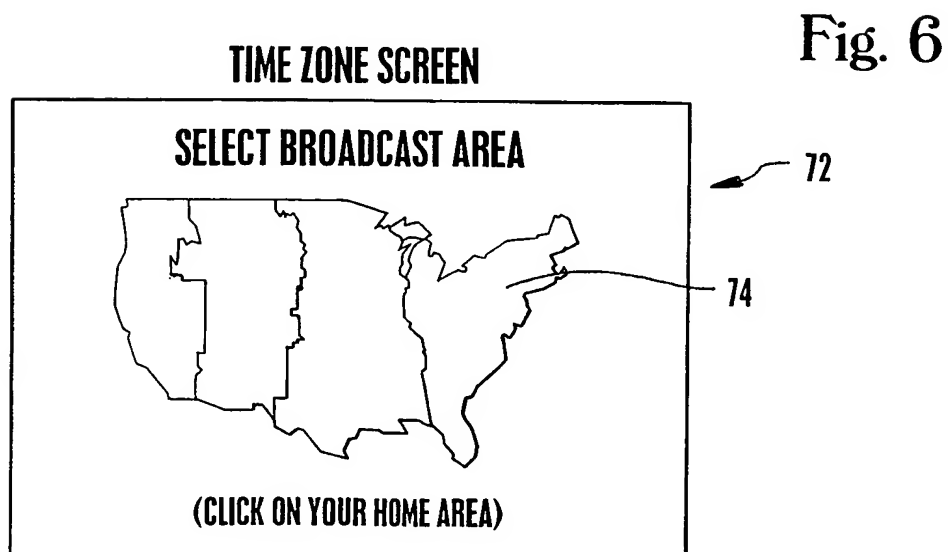 Fig. 6
TIME ZONE SCREEN
SELECT BROADCAST AREA
72
74
(CLICK ON YOUR HOME AREA)